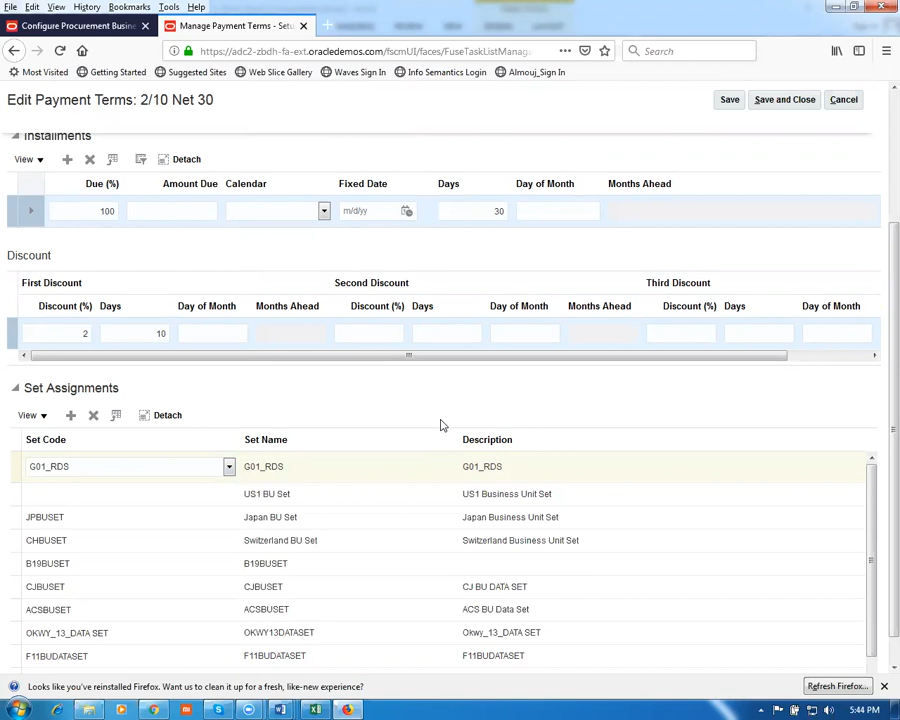 File Edit View History Bookmarks Tools Help
Configure Procurement Busine × Manage Payment Terms - Setu ×
https://adc2-zbdh-fa-ext.oracledemos.com/fscmUI/faces/FuseTaskListManag Search
Most Visited Getting Started Suggested Sites Web Slice Gallery Waves Sign In Info Semantics Login Almouj_Sign In
Edit Payment Terms: 2/10 Net 30 Save Save and Close Cancel
Installments
View Detach
Due (%) Amount Due Calendar Fixed Date Days Day of Month Months Ahead
100 m/d/yy 30
Discount
First Discount Second Discount Third Discount
Discount (%) Days Day of Month Months Ahead Discount (%) Days Day of Month Months Ahead Discount (%) Days Day of Month
2 10
Set Assignments
View Detach
Set Code Set Name Description
G01_RDS G01_RDS G01_RDS
US1 BU Set US1 Business Unit Set
JPBUSET Japan BU Set Japan Business Unit Set
CHBUSET Switzerland BU Set Switzerland Business Unit Set
B19BUSET B19BUSET
CJBUSET CJBUSET CJ BU DATA SET
ACSBUSET ACSBUSET ACS BU Data Set
OKWY_13_DATA SET OKWY13DATASET Okwy_13_DATA SET
F11BUDATASET F11BUDATASET F11BUDATASET
Looks like you've reinstalled Firefox. Want us to clean it up for a fresh, like-new experience? Refresh Firefox...
5:44 PM